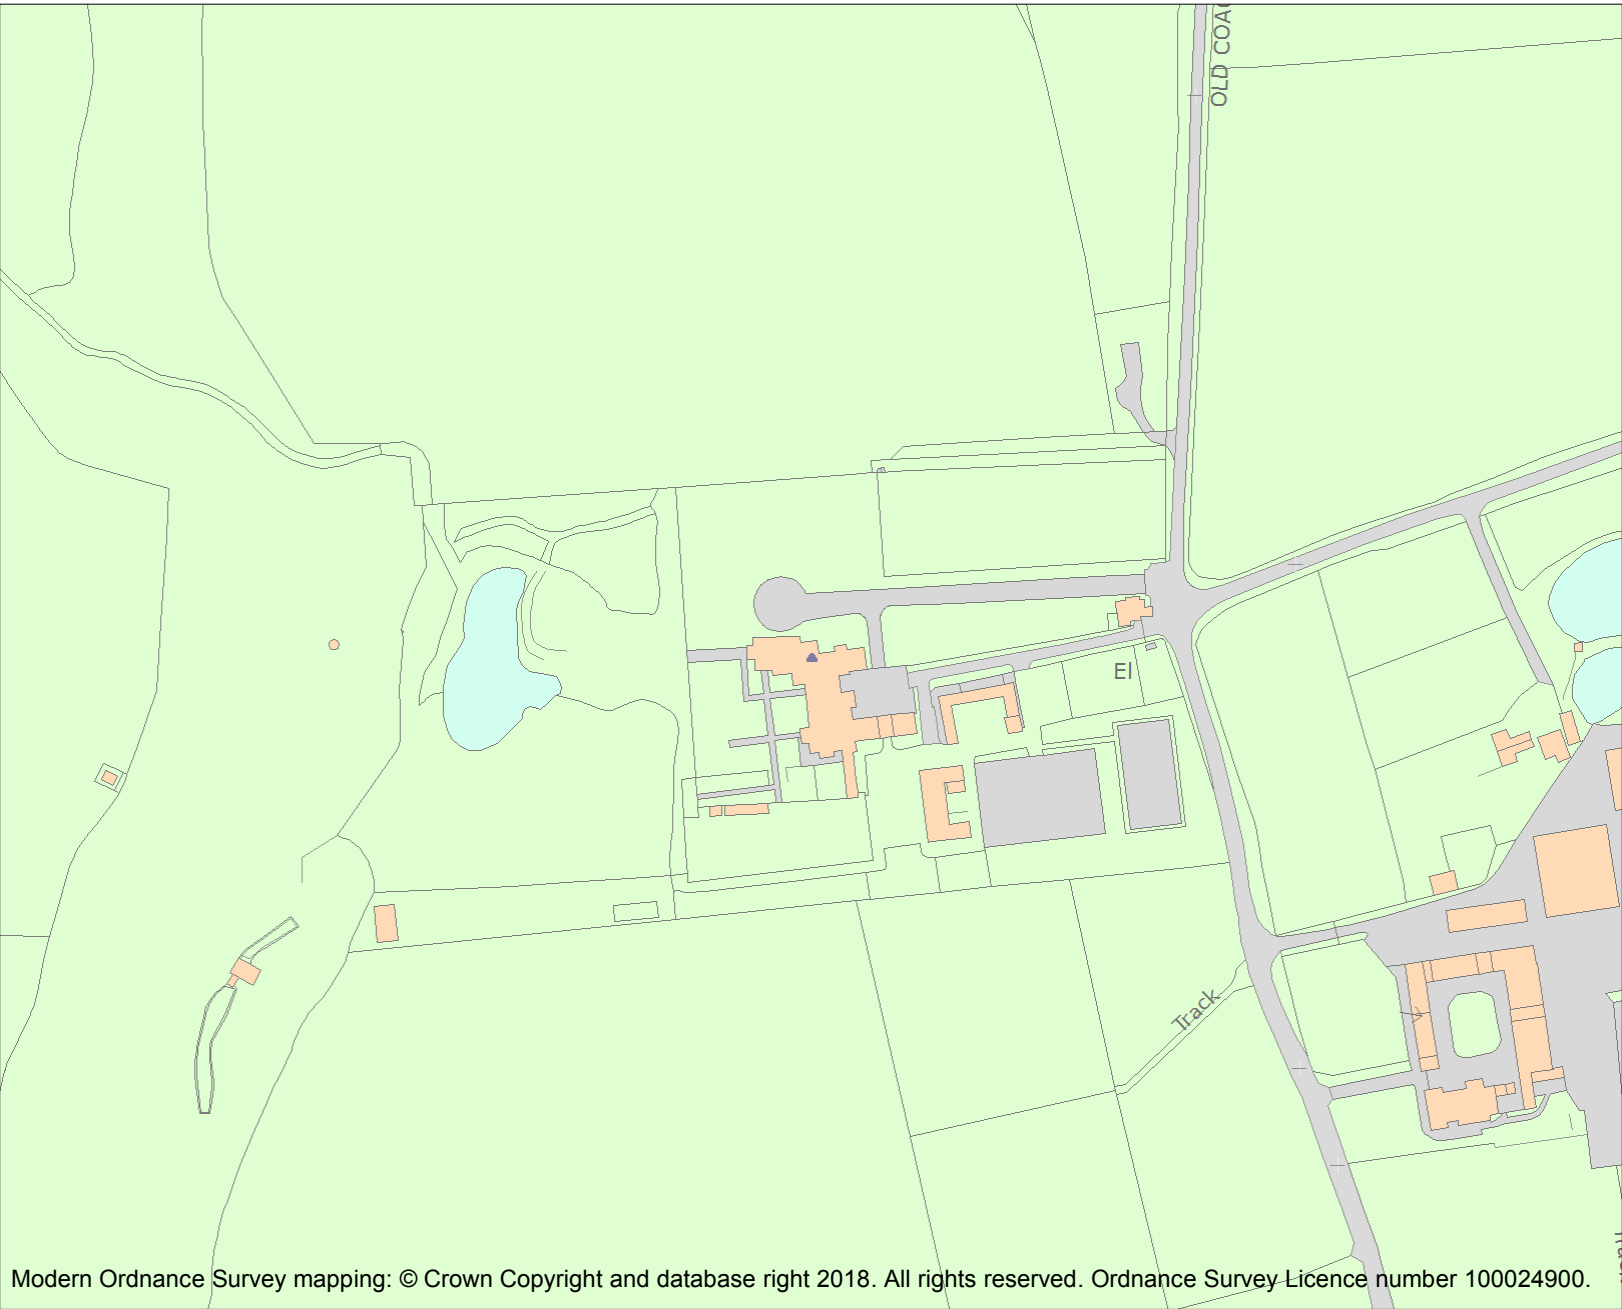 OLD COAC
El
Track
Modern Ordnance Survey mapping: © Crown Copyright and database right 2018. All rights reserved. Ordnance Survey Licence number 100024900.